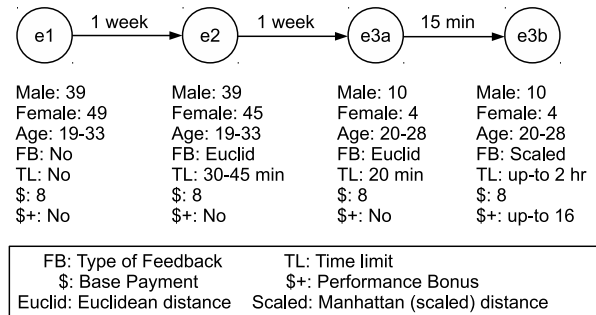 e1 1 week e2 1 week e3a 15 min e3b
Male: 39 Male: 39 Male: 10 Male: 10
Female: 49 Female: 45 Female: 4 Female: 4
Age: 19-33 Age: 19-33 Age: 20-28 Age: 20-28
FB: No FB: Euclid FB: Euclid FB: Scaled
TL: No TL: 30-45 min TL: 20 min TL: up-to 2 hr
$: 8 $: 8 $: 8 $: 8
$+: No $+: No $+: No $+: up-to 16
FB: Type of Feedback TL: Time limit
$: Base Payment $+: Performance Bonus
Euclid: Euclidean distance Scaled: Manhattan (scaled) distance